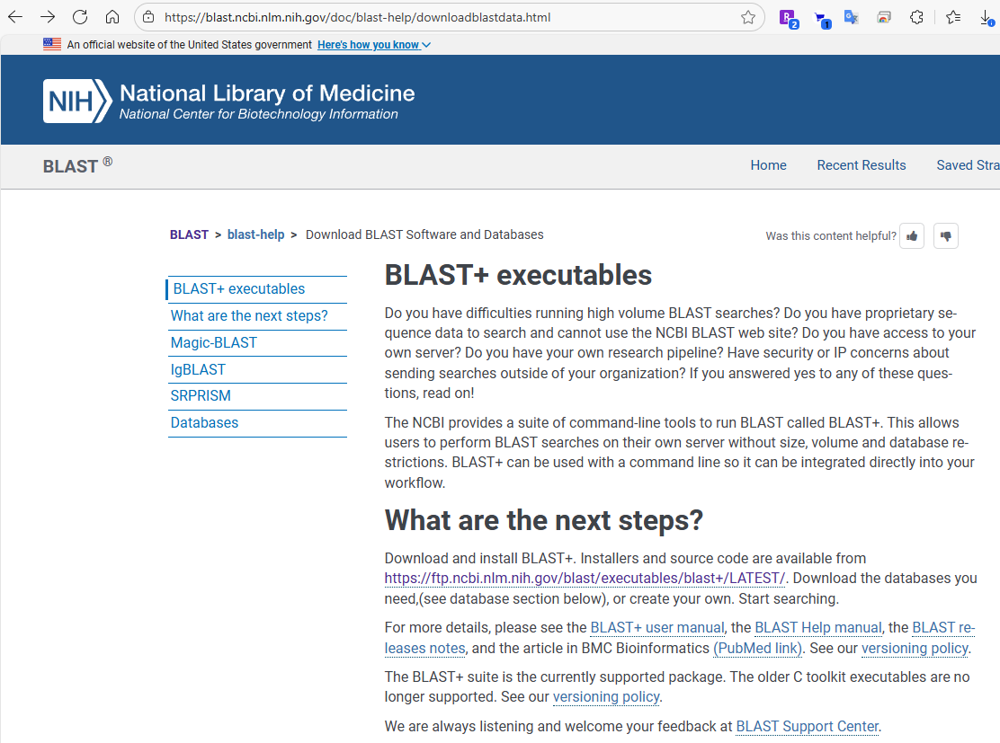 https://blast.ncbi.nlm.nih.gov/doc/blast-help/downloadblastdata.html
2
1
An official website of the United States government Here's how you know
NIH
National Library of Medicine
National Center for Biotechnology Information
BLAST ®
Home Recent Results Saved Stra
BLAST > blast-help > Download BLAST Software and Databases
Was this content helpful?
BLAST+ executables
What are the next steps?
Magic-BLAST
IgBLAST
SRPRISM
Databases
BLAST+ executables
Do you have difficulties running high volume BLAST searches? Do you have proprietary se-
quence data to search and cannot use the NCBI BLAST web site? Do you have access to your
own server? Do you have your own research pipeline? Have security or IP concerns about
sending searches outside of your organization? If you answered yes to any of these ques-
tions, read on!
The NCBI provides a suite of command-line tools to run BLAST called BLAST+. This allows
users to perform BLAST searches on their own server without size, volume and database re-
strictions. BLAST+ can be used with a command line so it can be integrated directly into your
workflow.
What are the next steps?
Download and install BLAST+. Installers and source code are available from
https://ftp.ncbi.nlm.nih.gov/blast/executables/blast+/LATEST/. Download the databases you
need,(see database section below), or create your own. Start searching.
For more details, please see the BLAST+ user manual, the BLAST Help manual, the BLAST re-
leases notes, and the article in BMC Bioinformatics (PubMed link). See our versioning policy.
The BLAST+ suite is the currently supported package. The older C toolkit executables are no
longer supported. See our versioning policy.
We are always listening and welcome your feedback at BLAST Support Center.